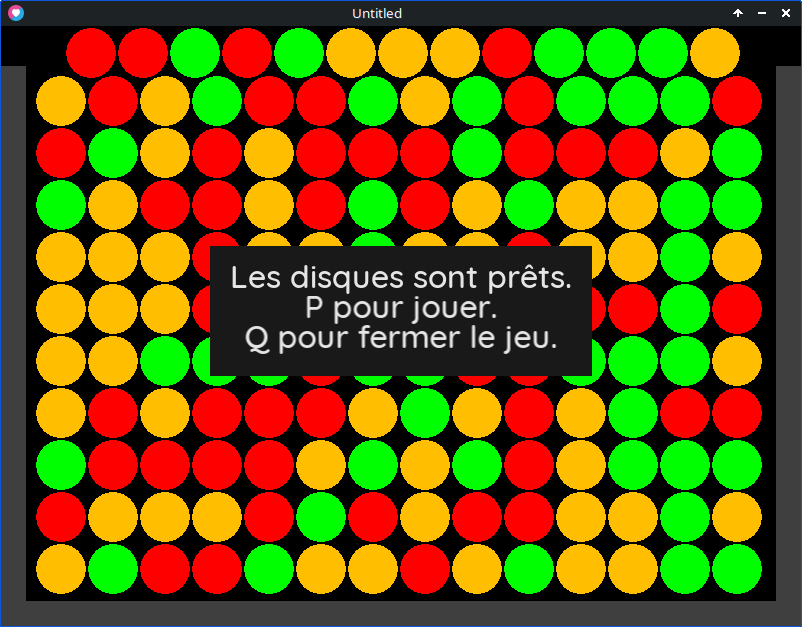 Untitled
Les disques sont prêts.
P pour jouer.
Q pour fermer le jeu.